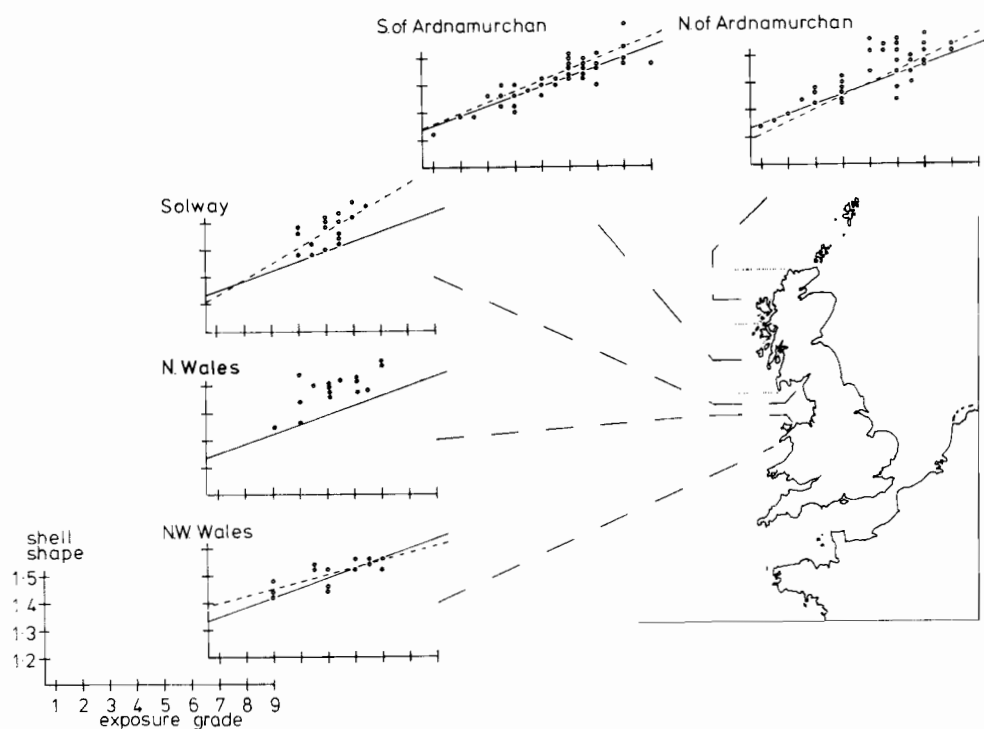 S. of Ardnamurchan
N. of Ardnamurchan
Solway
N. Wales
NW. Wales
shell
shape
1·5
1·4
1·3
1·2
1 2 3 4 5 6 7 8 9
exposure grade